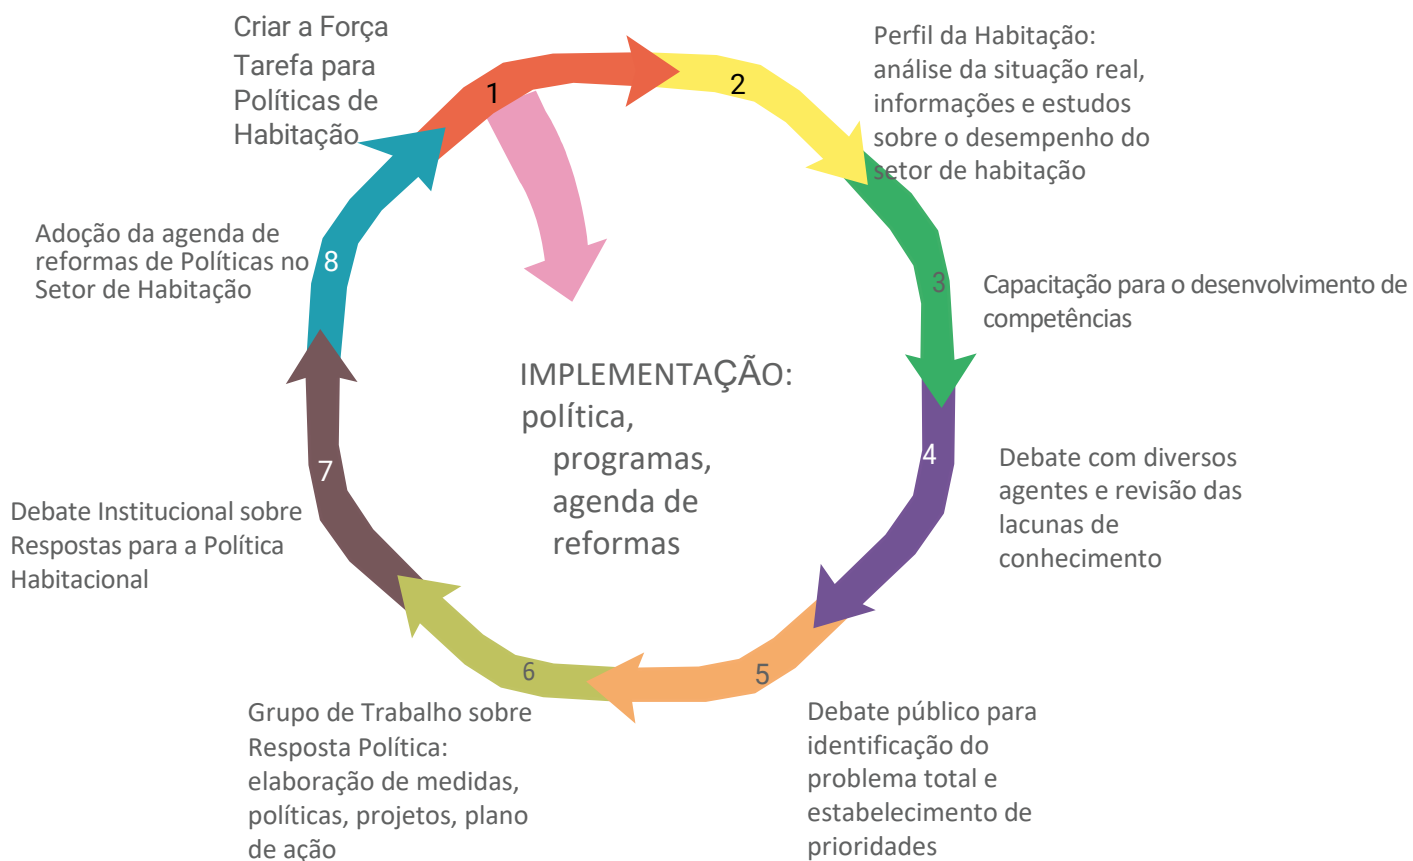 Criar a Força
Tarefa para
Políticas de
Habitação
1
2
Perfil da Habitação:
análise da situação real,
informações e estudos
sobre o desempenho do
setor de habitação
3
Capacitação para o desenvolvimento de
competências
4
Debate com diversos
agentes e revisão das
lacunas de
conhecimento
5
Debate público para
identificação do
problema total e
estabelecimento de
prioridades
6
Grupo de Trabalho sobre
Resposta Política:
elaboração de medidas,
políticas, projetos, plano
de ação
7
Debate Institucional sobre
Respostas para a Política
Habitacional
8
Adoção da agenda de
reformas de Políticas no
Setor de Habitação
IMPLEMENTAÇÃO:
política,
programas,
agenda de
reformas